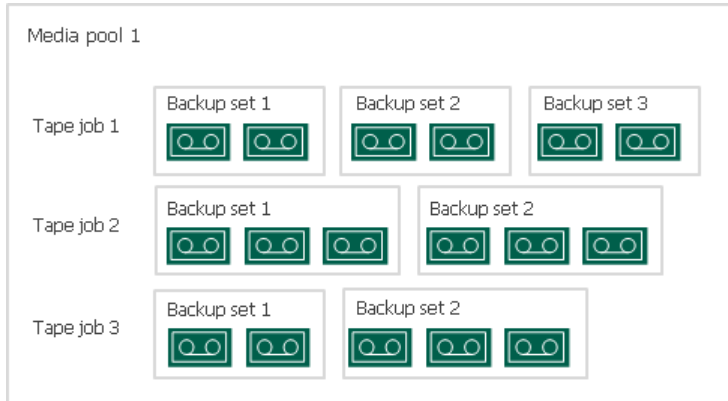 Media pool 1
Backup set 1
Backup set 2
Backup set 3
Tape job 1
Backup set 1
Backup set 2
Tape job 2
Backup set 1
Backup set 2
Tape job 3